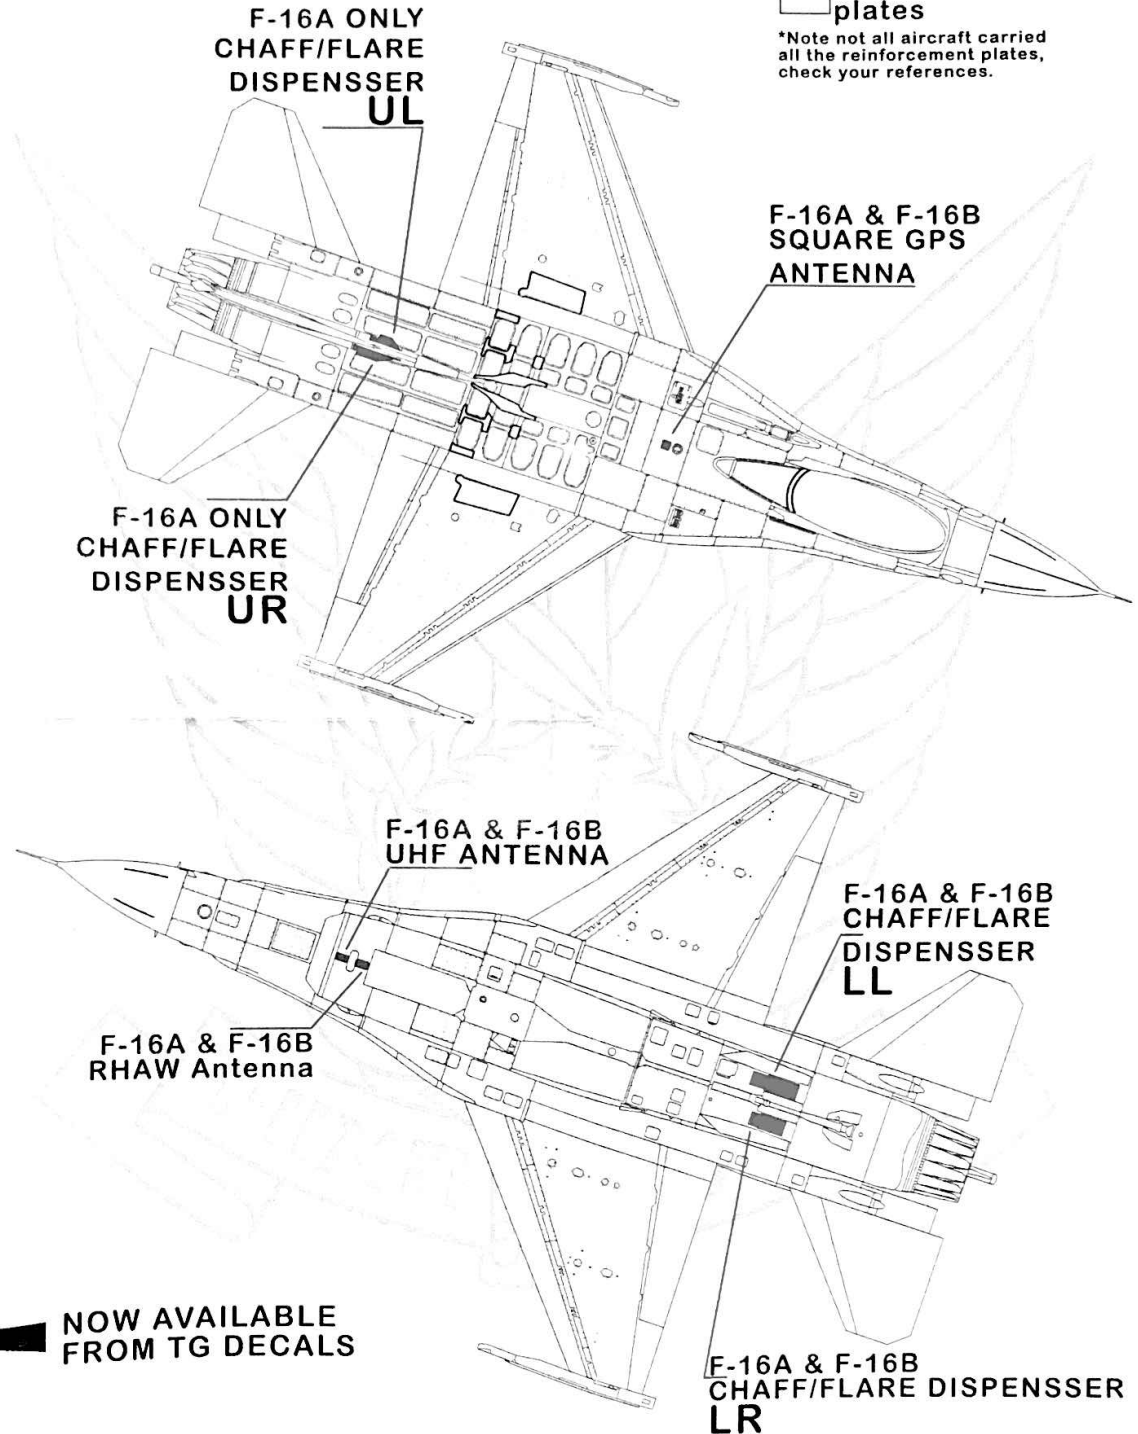 F-16A ONLY
CHAFF/FLARE
DISPENSSER
UL
plates
*Note not all aircraft carried
all the reinforcement plates,
check your references.
F-16A & F-16B
SQUARE GPS
ANTENNA
F-16A ONLY
CHAFF/FLARE
DISPENSSER
UR
F-16A & F-16B
UHF ANTENNA
F-16A & F-16B
CHAFF/FLARE
DISPENSSER
LL
F-16A & F-16B
RHAW Antenna
NOW AVAILABLE
FROM TG DECALS
F-16A & F-16B
CHAFF/FLARE DISPENSSER
LR